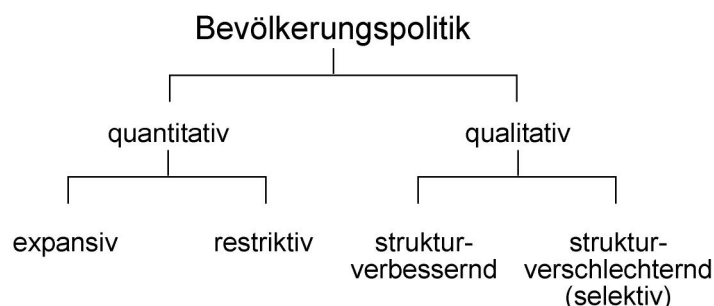 Bevölkerungspolitik
quantitativ
qualitativ
expansiv
restriktiv
struktur-
verbessernd
struktur-
verschlechternd
(selektiv)